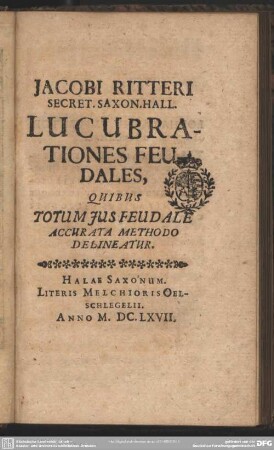 JACOBI RITTERI
SECRET. SAXON. HALL.
LUCUBRA-
TIONES FEU-
DALES,
QUIBUS
TOTUM JUS FEUDALE
ACCURATA METHODO
DELINEATUR.
HALAE SAXONUM.
LITERIS MELCHIORIS OEL-
SCHLEGELII.
ANNO M. DC. LXVII.